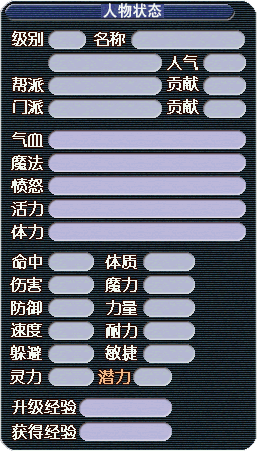 人物状态
级别 名称
人气
帮派 贡献
门派 贡献
气血
魔法
愤怒
活力
体力
命中 体质
伤害 魔力
防御 力量
速度 耐力
躲避 敏捷
灵力 潜力
升级经验
获得经验